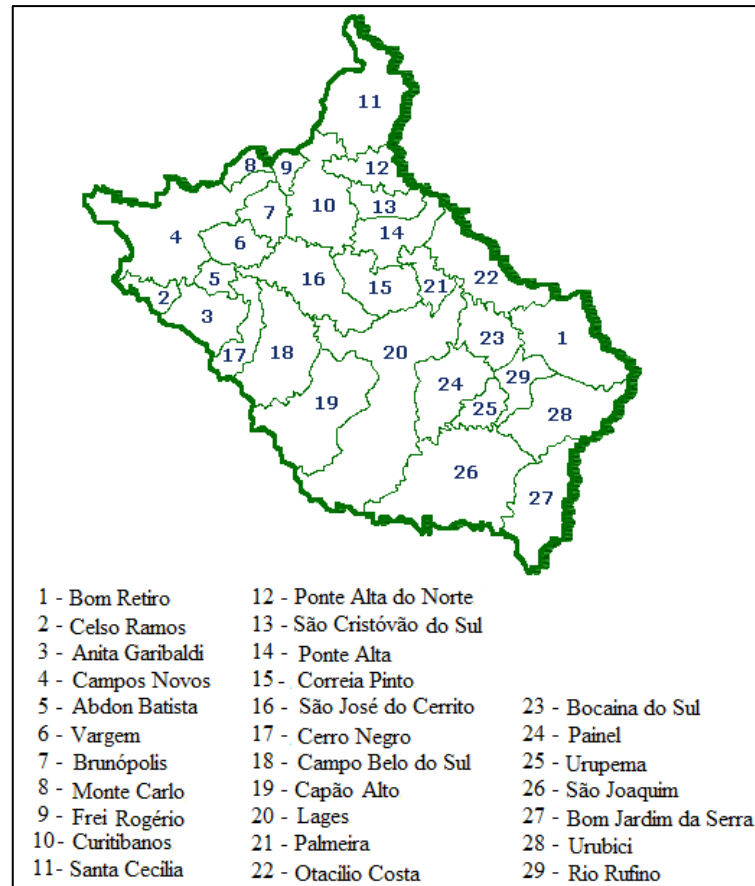 11
8
9
12
10
13
7
14
4
6
22
16
5
15
21
2
3
23
1
20
18
17
29
24
19
25
28
26
27
1 - Bom Retiro
2 - Celso Ramos
3 - Anita Garibaldi
4 - Campos Novos
5 - Abdon Batista
6 - Vargem
7 - Brunópolis
8 - Monte Carlo
9 - Frei Rogério
10- Curitibanos
11- Santa Cecília
12 - Ponte Alta do Norte
13 - São Cristóvão do Sul
14 - Ponte Alta
15 - Correia Pinto
16 - São José do Cerrito
17 - Cerro Negro
18 - Campo Belo do Sul
19 - Capão Alto
20 - Lages
21 - Palmeira
22 - Otacilio Costa
23 - Bocaina do Sul
24 - Painel
25 - Urupema
26 - São Joaquim
27 - Bom Jardim da Serra
28 - Urubici
29 - Rio Rufino